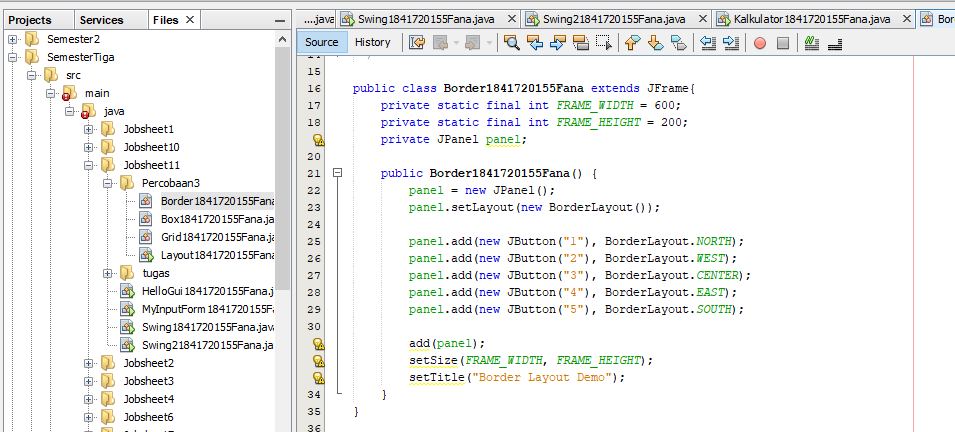 Projects Services Files
Semester2
SemesterTiga
src
main
java
Jobsheet1
Jobsheet10
Jobsheet11
Percobaan3
Border1841720155Fana
Box1841720155Fana.ja
Grid1841720155Fana.j
Layout1841720155Fana
tugas
HelloGui1841720155Fana.
MyInputForm1841720155F
Swing1841720155Fana.java
Swing21841720155Fana.ja
Jobsheet2
Jobsheet3
Jobsheet4
Jobsheet6
...java Swing1841720155Fana.java Swing21841720155Fana.java Kalkulator1841720155Fana.java Bor
Source History
15
16 public class Border1841720155Fana extends JFrame{
17 private static final int FRAME_WIDTH = 600;
18 private static final int FRAME_HEIGHT = 200;
private JPanel panel;
20
21 public Border1841720155Fana() {
22 panel = new JPanel();
23 panel.setLayout(new BorderLayout());
24
25 panel.add(new JButton("1"), BorderLayout.NORTH);
26 panel.add(new JButton("2"), BorderLayout.WEST);
27 panel.add(new JButton("3"), BorderLayout.CENTER);
28 panel.add(new JButton("4"), BorderLayout.EAST);
29 panel.add(new JButton("5"), BorderLayout.SOUTH);
30
add(panel);
setSize(FRAME_WIDTH, FRAME_HEIGHT);
setTitle("Border Layout Demo");
34 }
35 }
36